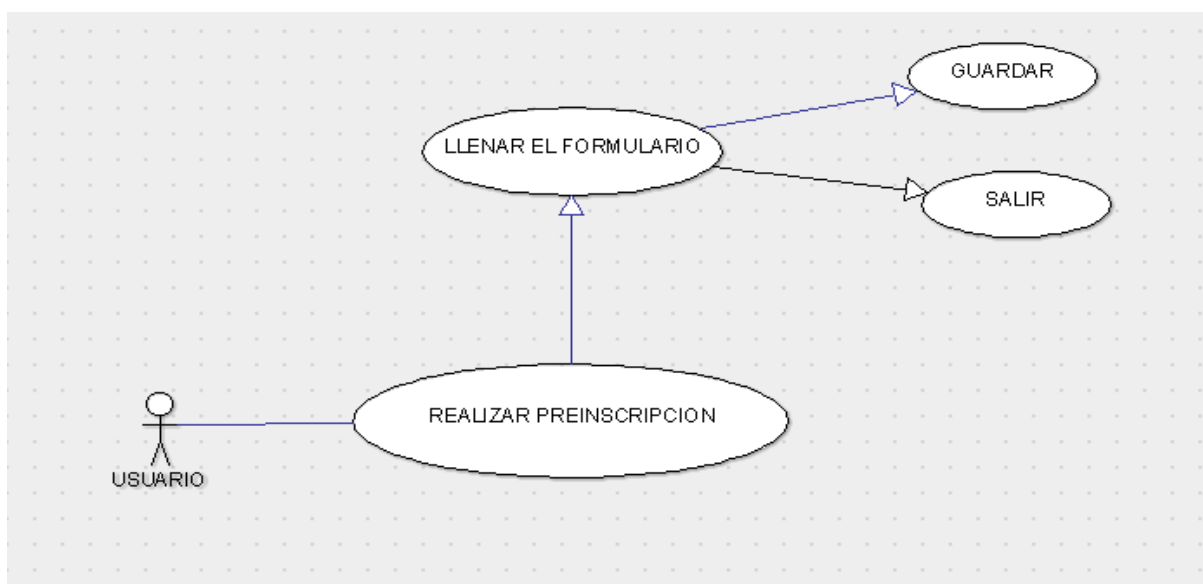 GUARDAR
LLENAR EL FORMULARIO
SALIR
REALIZAR PREINSCRIPCION
USUARIO